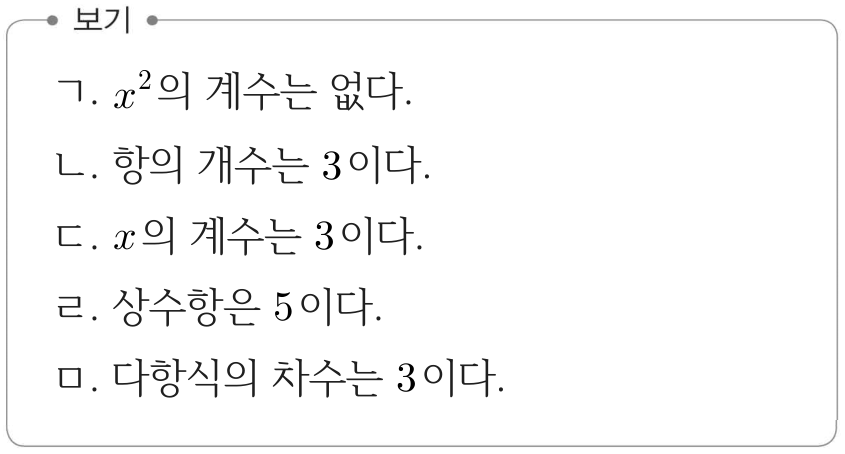 보기
ㄱ. x²의 계수는 없다.
ㄴ. 항의 개수는 3이다.
ㄷ. x의 계수는 3이다.
ㄹ. 상수항은 5이다.
ㅁ. 다항식의 차수는 3이다.